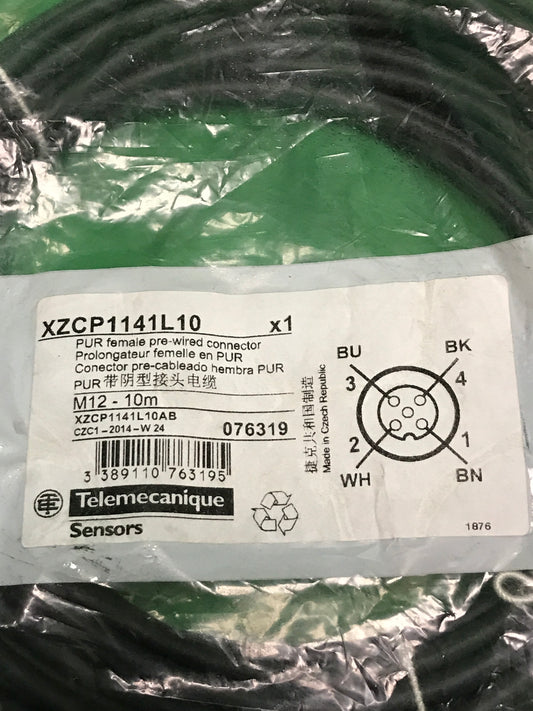 XZCP1141L10 x1
PUR female pre-wired connector
Prolongateur femelle en PUR
Conector pre-cableado hembra PUR
PUR带阴型接头电缆
M12 - 10m
XZCP1141L10AB
CZC1-2014-W 24
076319
3 389110 763195
Telemecanique
Sensors
捷克共和国制造
Made in Czech Republic
BU BK
3 4
2 1
WH BN
1876